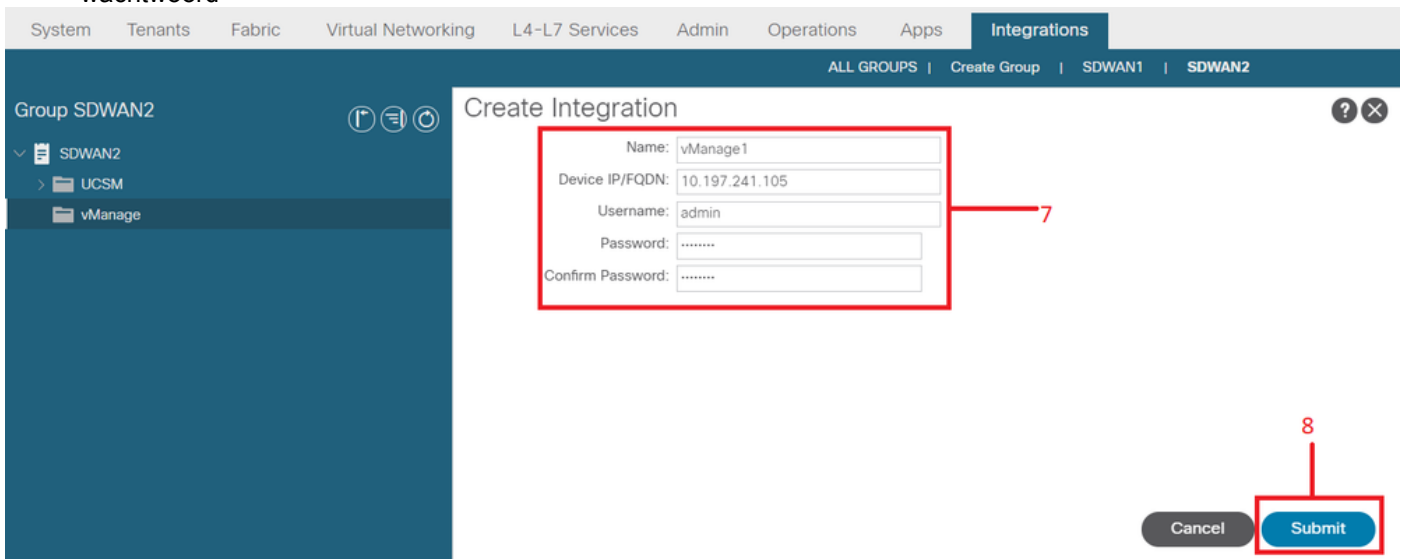 wachtwoord
System Tenants Fabric Virtual Networking L4-L7 Services Admin Operations Apps Integrations
ALL GROUPS | Create Group | SDWAN1 | SDWAN2
Group SDWAN2
SDWAN2
UCSM
vManage
Create Integration
?
Name: vManage1
Device IP/FQDN: 10.197.241.105
Username: admin
Password: ········
Confirm Password: ········
7
8
Cancel Submit